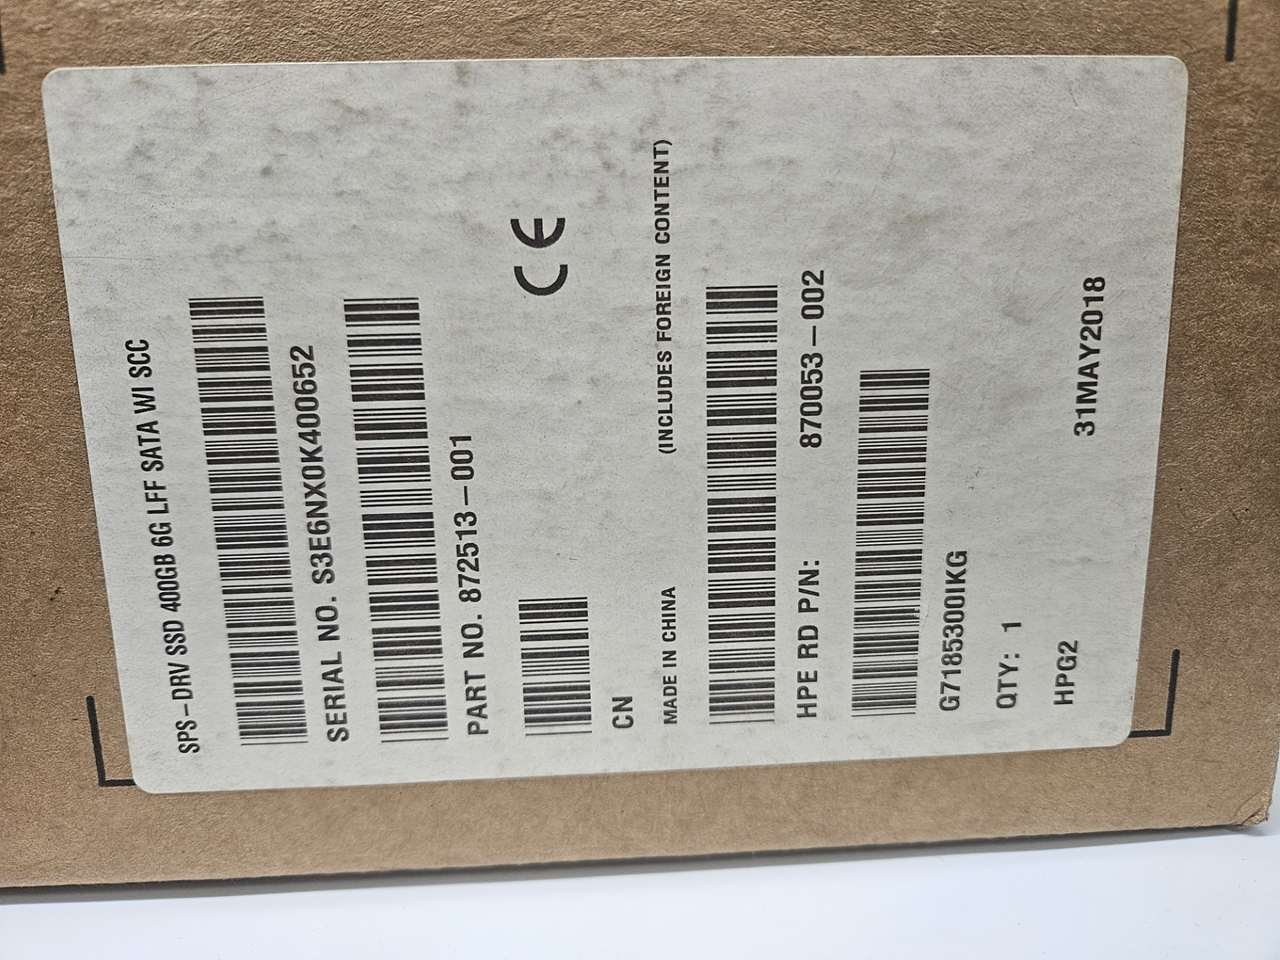 SPS-DRV SSD 400GB 6G LFF SATA WI SCC
SERIAL NO. S3E6NX0K400652
PART NO. 872513-001
CE
CN
MADE IN CHINA (INCLUDES FOREIGN CONTENT)
HPE RD P/N: 870053-002
G7185300IKG
QTY: 1
HPG2 31MAY2018